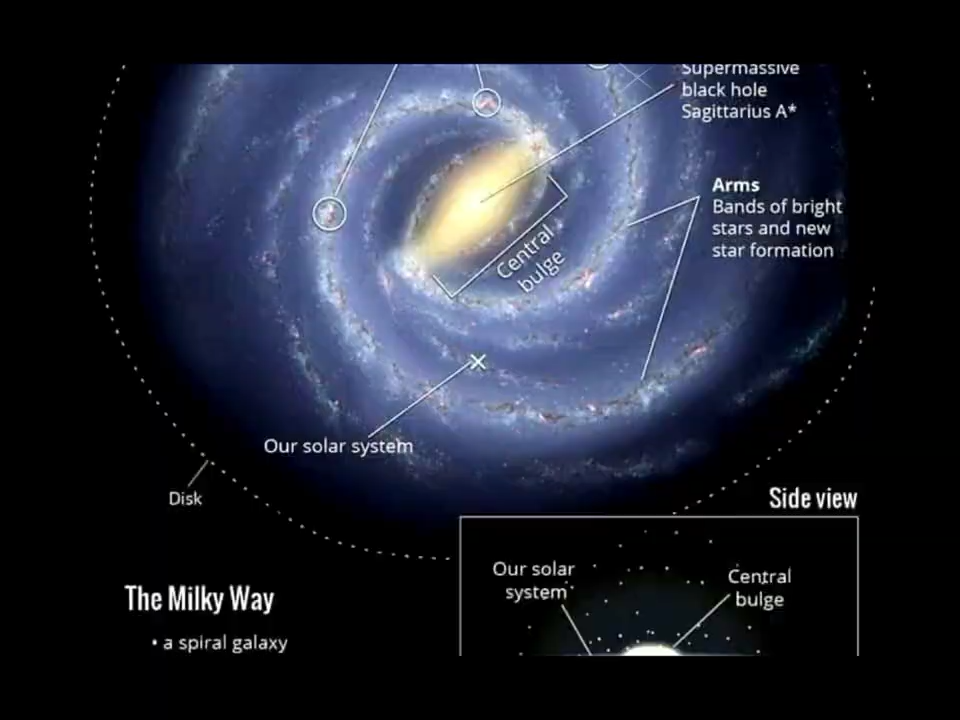 Supermassive
black hole
Sagittarius A*
Arms
Bands of bright
stars and new
star formation
Central
bulge
Our solar system
Disk
Side view
Our solar
system
Central
bulge
The Milky Way
• a spiral galaxy